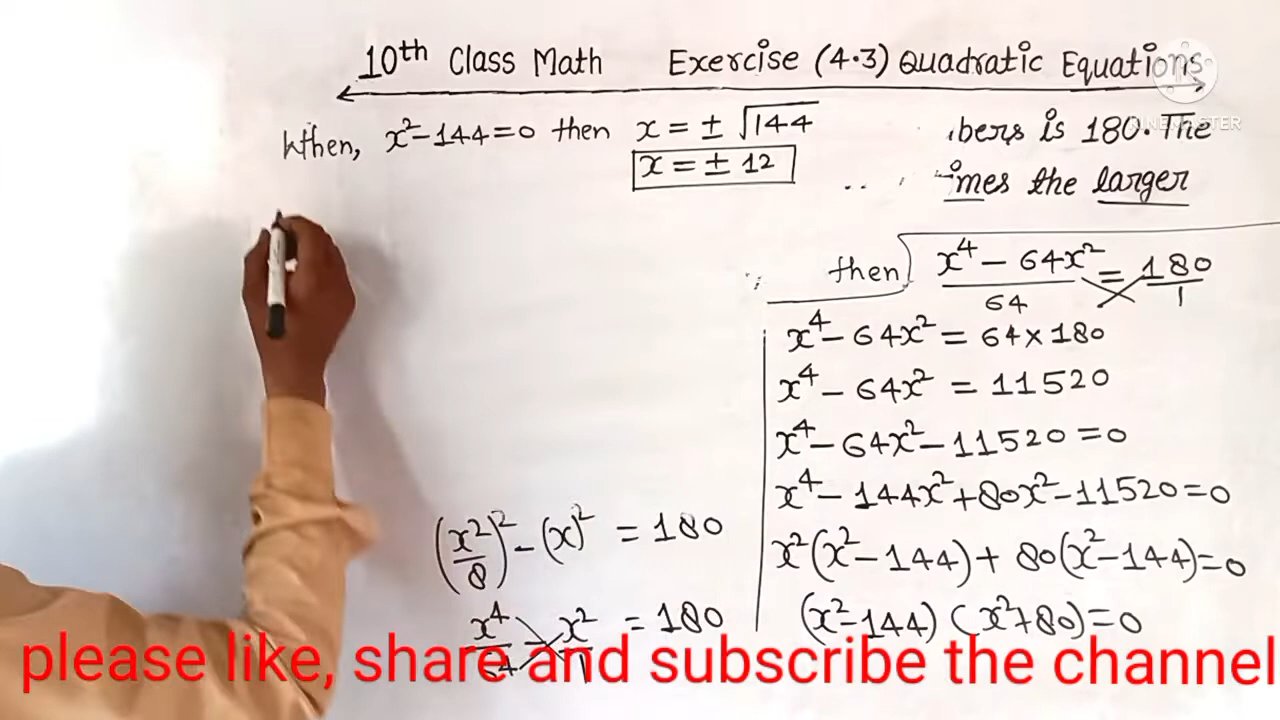 10th Class Math Exercise (4.3) Quadratic Equations
When, x²-144=0 then x = ± √144
x = ± 12
bers is 180. The
imes the larger
then x⁴ - 64x² / 64 = 180 / 1
x⁴ - 64x² = 64 × 180
x⁴ - 64x² = 11520
x⁴ - 64x² - 11520 = 0
x⁴ - 144x² + 80x² - 11520 = 0
x²(x² - 144) + 80(x² - 144) = 0
(x² - 144) (x² + 80) = 0
(x²/8)² - (x)² = 180
x⁴/64 - x²/1 = 180
please like, share and subscribe the channel
KINEMASTER